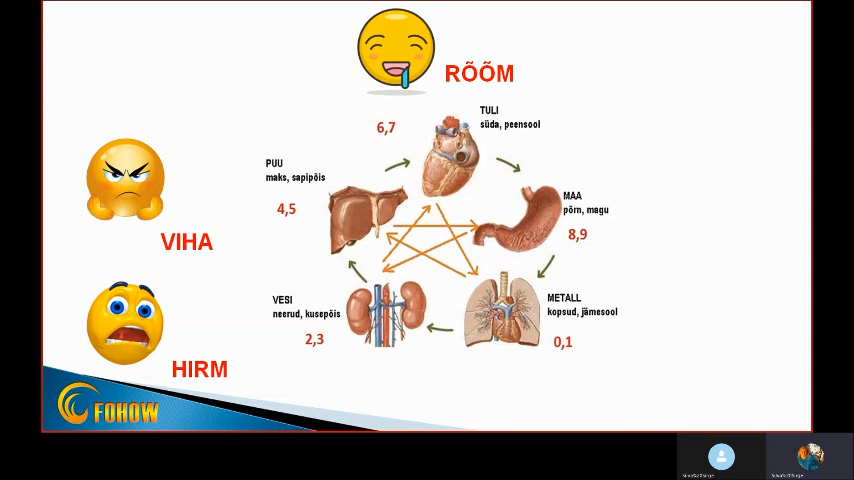 RÕÕM
TULI
süda, peensool
6,7
PUU
maks, sapipõis
4,5
MAA
põrn, magu
8,9
VIHA
VESI
neerud, kusepõis
2,3
METALL
kopsud, jämesool
0,1
HIRM
FOHOW